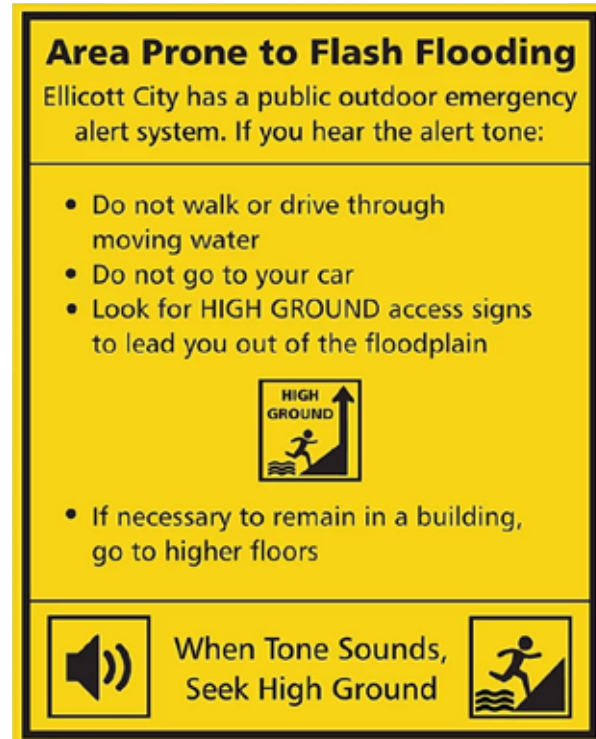 Area Prone to Flash Flooding
Ellicott City has a public outdoor emergency
alert system. If you hear the alert tone:
• Do not walk or drive through
moving water
• Do not go to your car
• Look for HIGH GROUND access signs
to lead you out of the floodplain
HIGH
GROUND
• If necessary to remain in a building,
go to higher floors
When Tone Sounds,
Seek High Ground